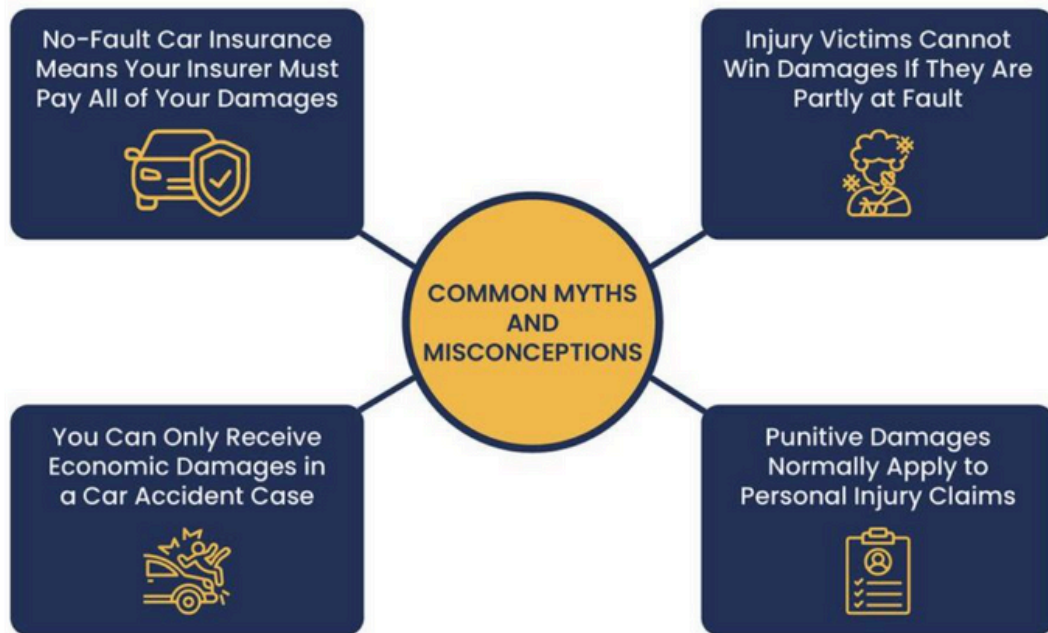 No-Fault Car Insurance
Means Your Insurer Must
Pay All of Your Damages
Injury Victims Cannot
Win Damages If They Are
Partly at Fault
COMMON MYTHS
AND
MISCONCEPTIONS
You Can Only Receive
Economic Damages in
a Car Accident Case
Punitive Damages
Normally Apply to
Personal Injury Claims